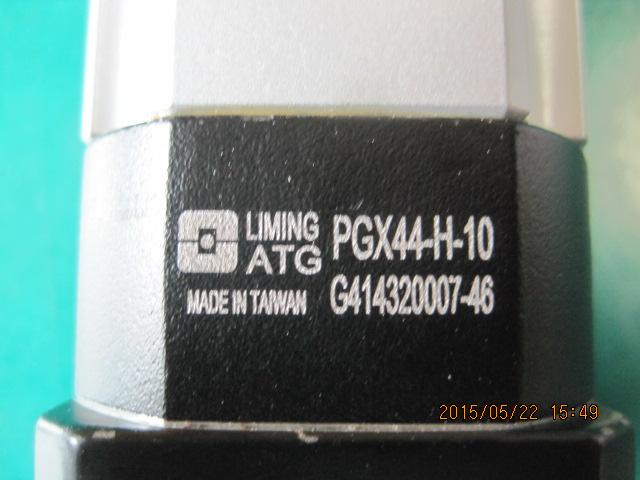 LIMING
ATG
PGX44-H-10
MADE IN TAIWAN
G414320007-46
2015/05/22 15:49